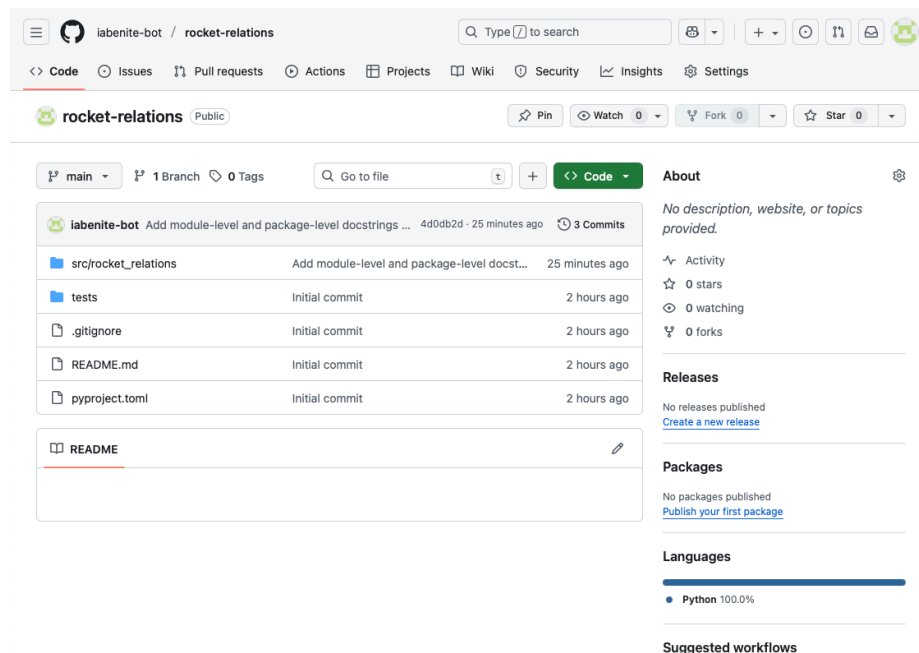 iabenite-bot / rocket-relations
Type / to search
Code Issues Pull requests Actions Projects Wiki Security Insights Settings
rocket-relations Public
Pin Watch 0 Fork 0 Star 0
main 1 Branch 0 Tags Go to file t Code
iabenite-bot Add module-level and package-level docstrings ... 4d0db2d · 25 minutes ago 3 Commits
src/rocket_relations Add module-level and package-level docst... 25 minutes ago
tests Initial commit 2 hours ago
.gitignore Initial commit 2 hours ago
README.md Initial commit 2 hours ago
pyproject.toml Initial commit 2 hours ago
README
About
No description, website, or topics
provided.
Activity
0 stars
0 watching
0 forks
Releases
No releases published
Create a new release
Packages
No packages published
Publish your first package
Languages
Python 100.0%
Suggested workflows